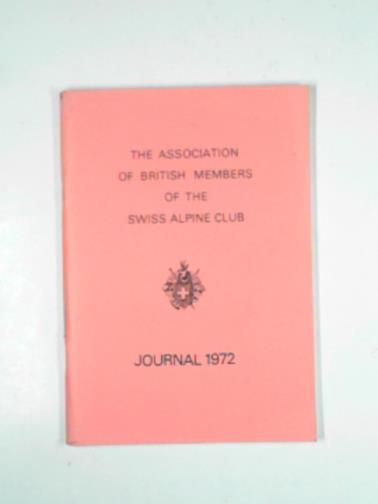 THE ASSOCIATION
OF BRITISH MEMBERS
OF THE
SWISS ALPINE CLUB
JOURNAL 1972